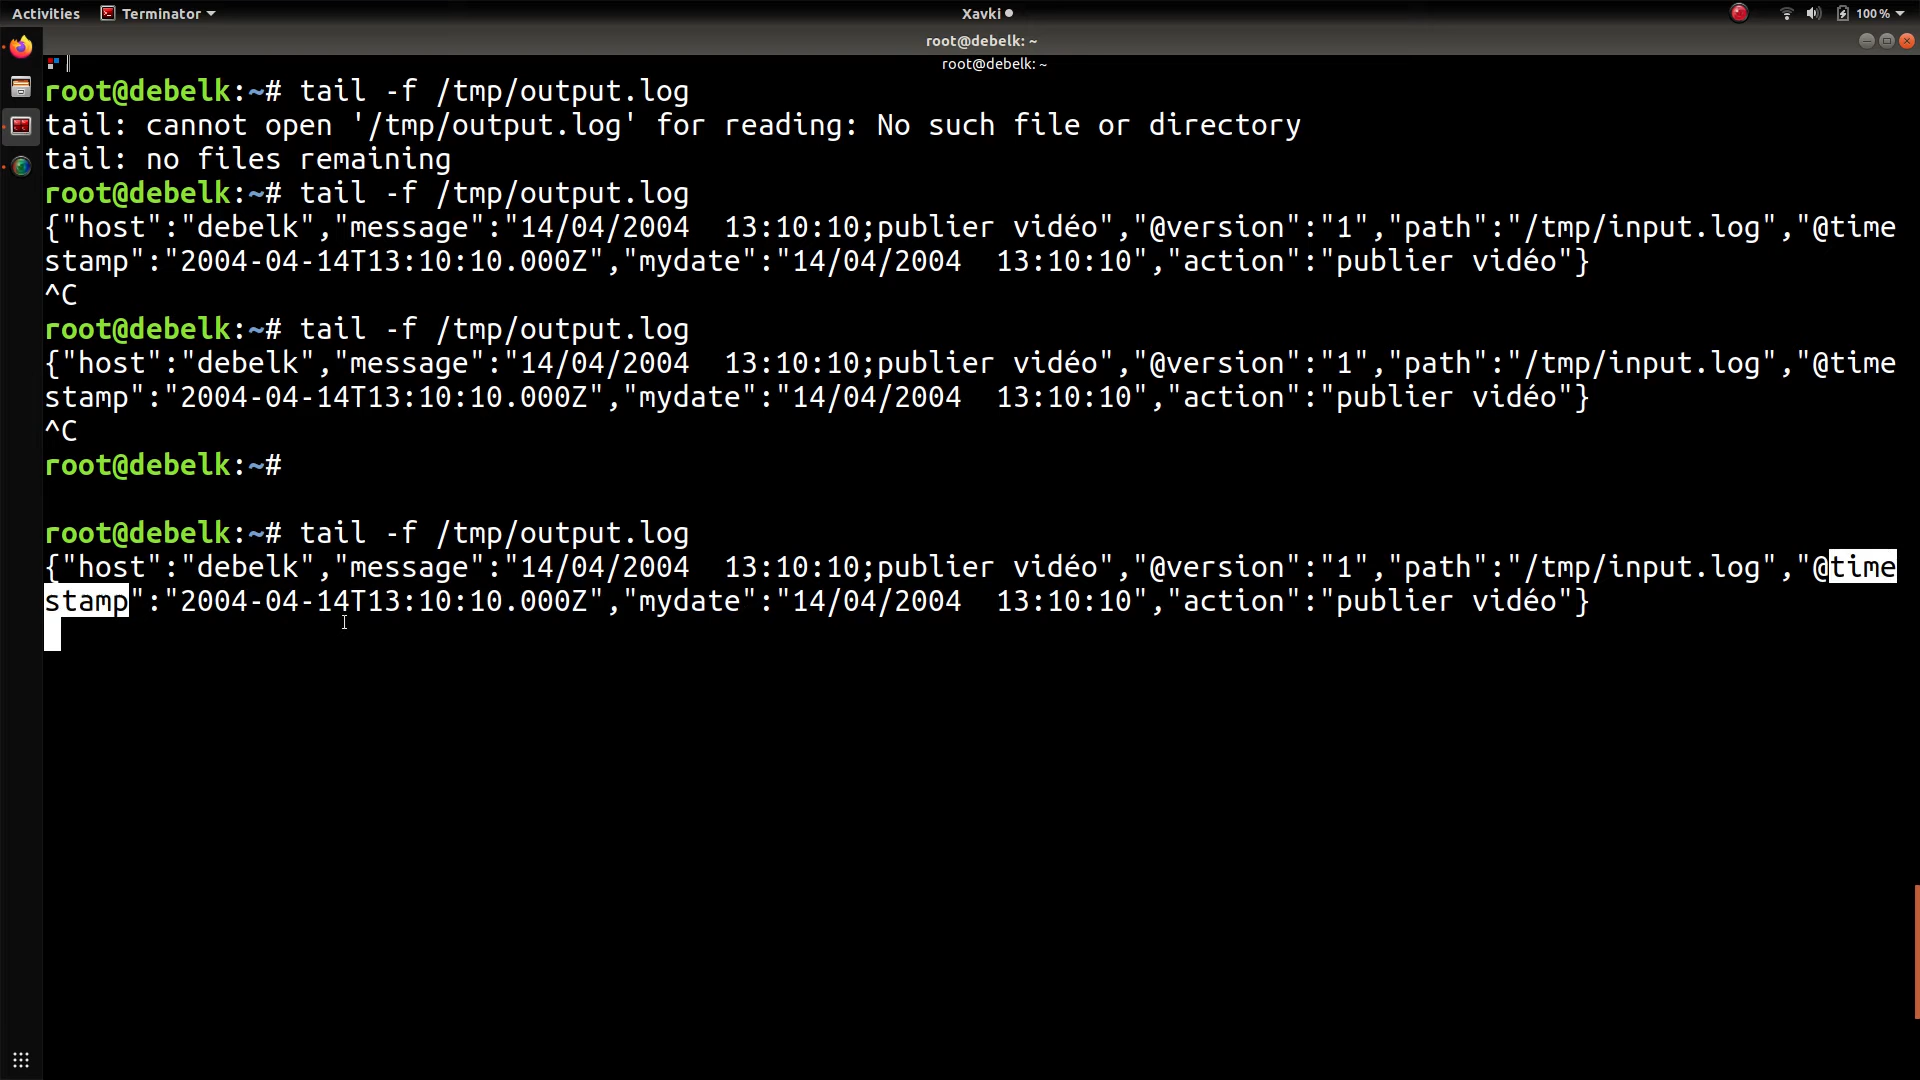 Activities Terminator Xavki 100 %
root@debelk: ~
root@debelk: ~
root@debelk:~# tail -f /tmp/output.log
tail: cannot open '/tmp/output.log' for reading: No such file or directory
tail: no files remaining
root@debelk:~# tail -f /tmp/output.log
{"host":"debelk","message":"14/04/2004  13:10:10;publier vidéo","@version":"1","path":"/tmp/input.log","@time
stamp":"2004-04-14T13:10:10.000Z","mydate":"14/04/2004  13:10:10","action":"publier vidéo"}
^C
root@debelk:~# tail -f /tmp/output.log
{"host":"debelk","message":"14/04/2004  13:10:10;publier vidéo","@version":"1","path":"/tmp/input.log","@time
stamp":"2004-04-14T13:10:10.000Z","mydate":"14/04/2004  13:10:10","action":"publier vidéo"}
^C
root@debelk:~#
root@debelk:~# tail -f /tmp/output.log
{"host":"debelk","message":"14/04/2004  13:10:10;publier vidéo","@version":"1","path":"/tmp/input.log","@time
stamp":"2004-04-14T13:10:10.000Z","mydate":"14/04/2004  13:10:10","action":"publier vidéo"}